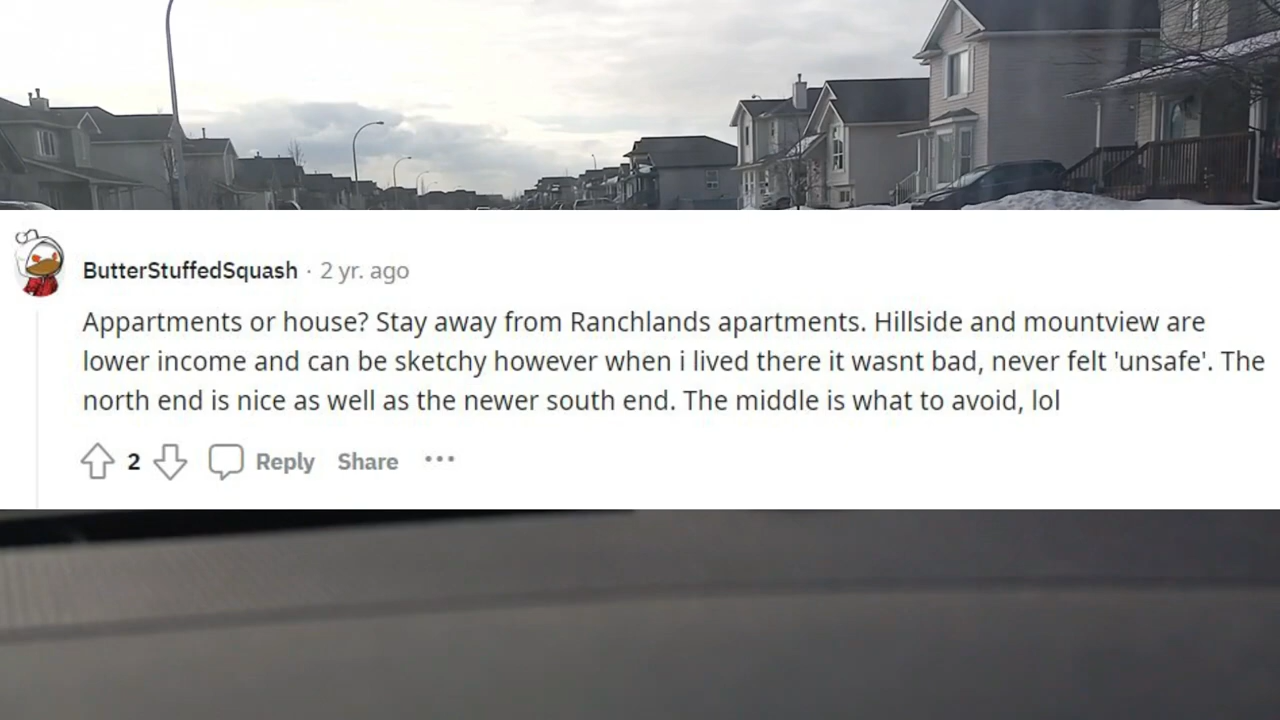 ButterStuffedSquash · 2 yr. ago
Appartments or house? Stay away from Ranchlands apartments. Hillside and mountview are
lower income and can be sketchy however when i lived there it wasnt bad, never felt 'unsafe'. The
north end is nice as well as the newer south end. The middle is what to avoid, lol
2 Reply Share ···